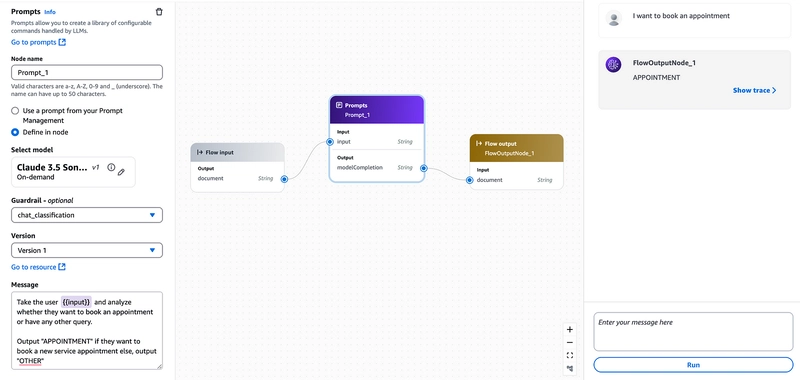 Prompts Info
Prompts allow you to create a library of configurable
commands handled by LLMs.
Go to prompts
Node name
Prompt_1
Valid characters are a-z, A-Z, 0-9 and _ (underscore). The
name can have up to 50 characters.
Use a prompt from your Prompt
Management
Define in node
Select model
Claude 3.5 Son... v1
On-demand
Guardrail - optional
chat_classification
Version
Version 1
Go to resource
Message
Take the user {{input}} and analyze
whether they want to book an appointment
or have any other query.
Output "APPOINTMENT" if they want to
book a new service appointment else, output
"OTHER"
Flow input
Output
document String
Prompts
Prompt_1
Input
input String
Output
modelCompletion String
Flow output
FlowOutputNode_1
Input
document String
I want to book an appointment
FlowOutputNode_1
APPOINTMENT
Show trace
Enter your message here
Run